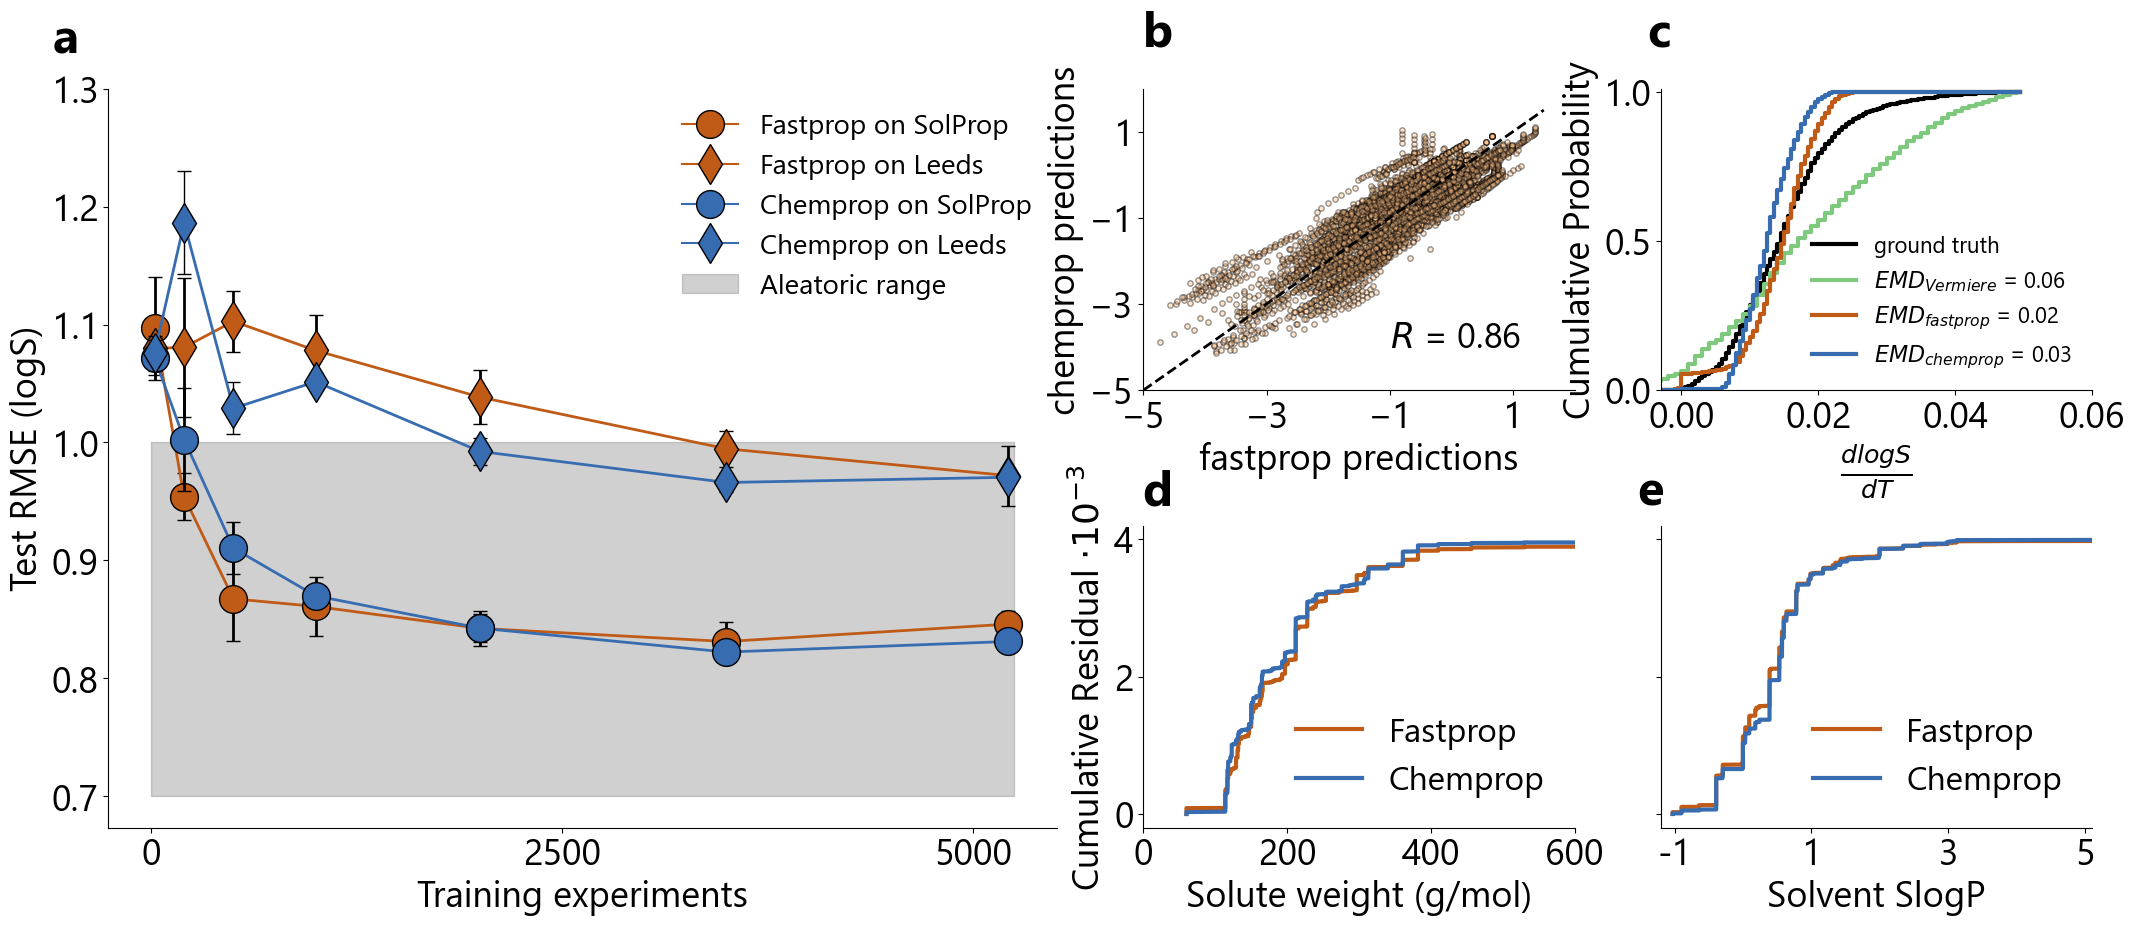 a
1.3
1.2
1.1
1.0
0.9
0.8
0.7
Test RMSE (logS)
0
2500
5000
Training experiments
Fastprop on SolProp
Fastprop on Leeds
Chemprop on SolProp
Chemprop on Leeds
Aleatoric range
b
chemprop predictions
1
−1
−3
−5
R = 0.86
−5
−3
−1
1
fastprop predictions
c
Cumulative Probability
1.0
0.5
0.0
ground truth
EMD_Vermiere = 0.06
EMD_fastprop = 0.02
EMD_chemprop = 0.03
0.00
0.02
0.04
0.06
dlogS
dT
d
Cumulative Residual ·10⁻³
4
2
0
Fastprop
Chemprop
0
200
400
600
Solute weight (g/mol)
e
Fastprop
Chemprop
-1
1
3
5
Solvent SlogP